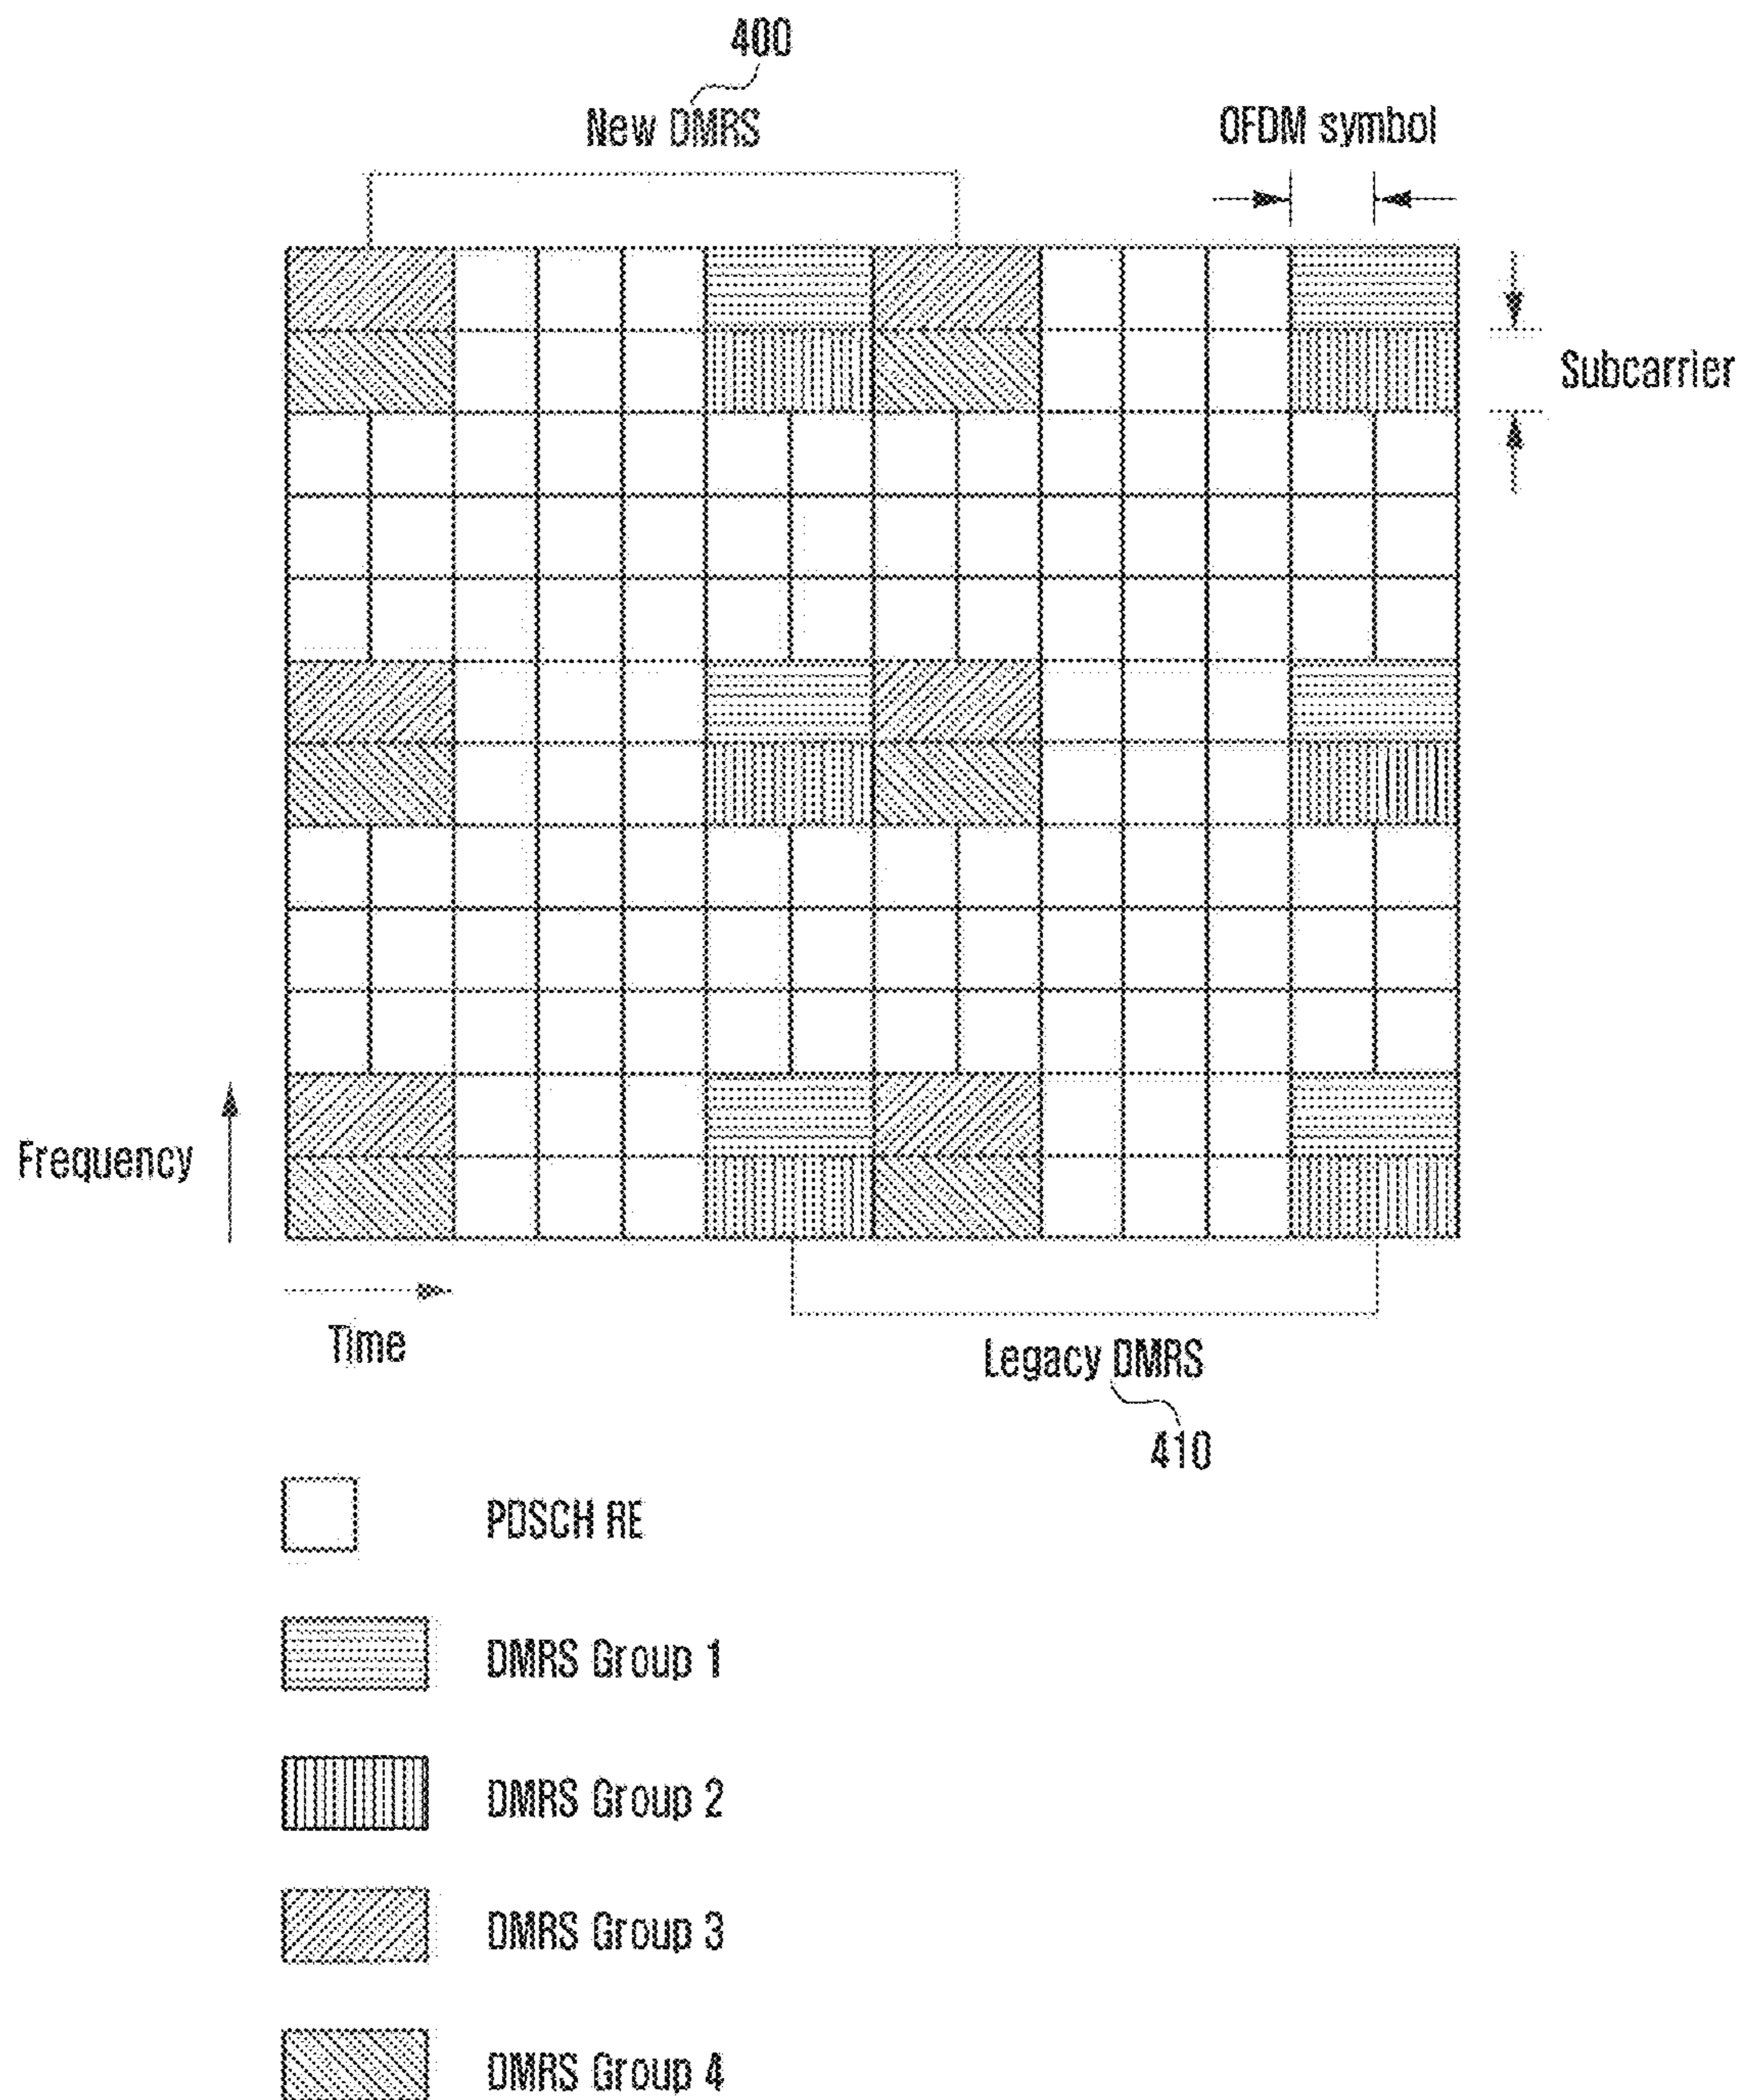 400
New DMRS
OFDM symbol
Subcarrier
Frequency
Time
Legacy DMRS
410
PDSCH RE
DMRS Group 1
DMRS Group 2
DMRS Group 3
DMRS Group 4